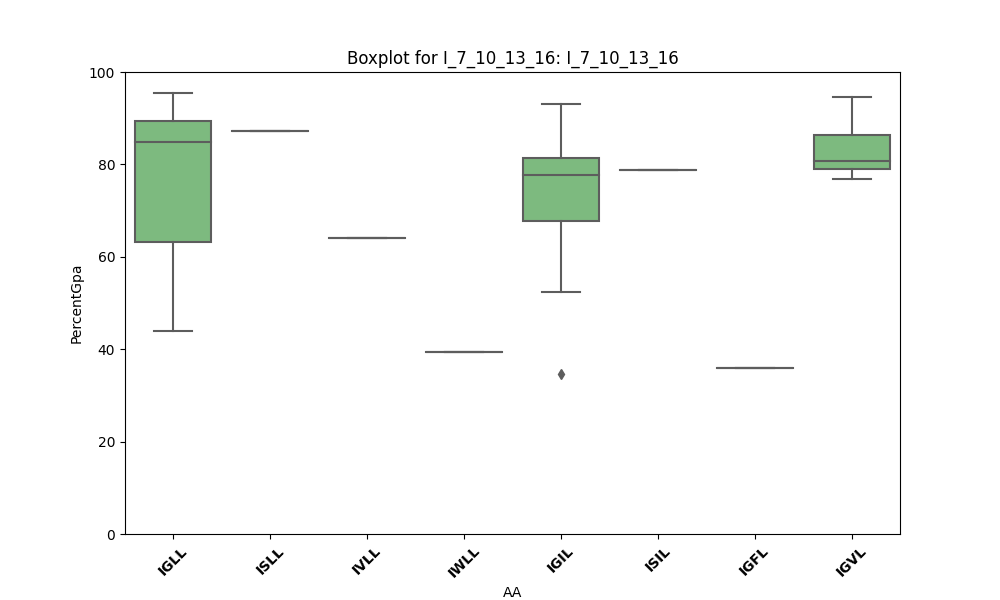 Boxplot for I_7_10_13_16: I_7_10_13_16
100
80
60
40
20
0
PercentGpa
IGLL
ISLL
IVLL
IWLL
IGIL
ISIL
IGFL
IGVL
AA